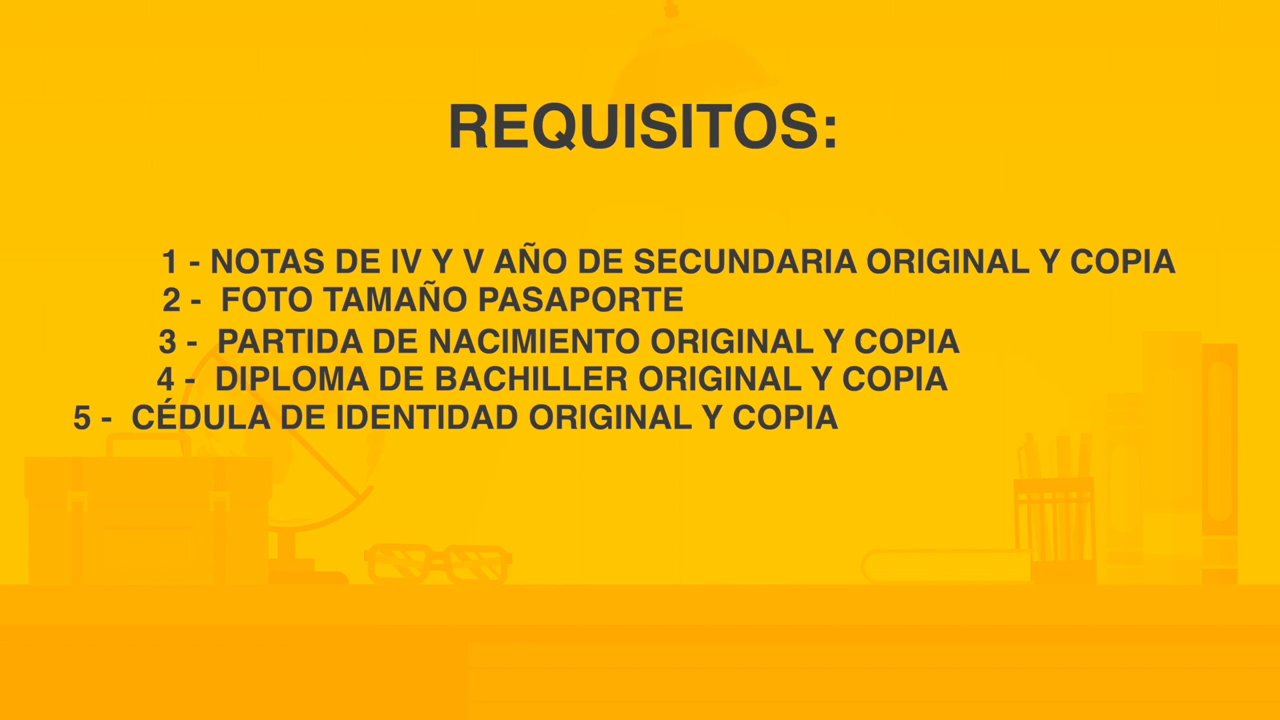 REQUISITOS:
1 - NOTAS DE IV Y V AÑO DE SECUNDARIA ORIGINAL Y COPIA
2 - FOTO TAMAÑO PASAPORTE
3 - PARTIDA DE NACIMIENTO ORIGINAL Y COPIA
4 - DIPLOMA DE BACHILLER ORIGINAL Y COPIA
5 - CÉDULA DE IDENTIDAD ORIGINAL Y COPIA